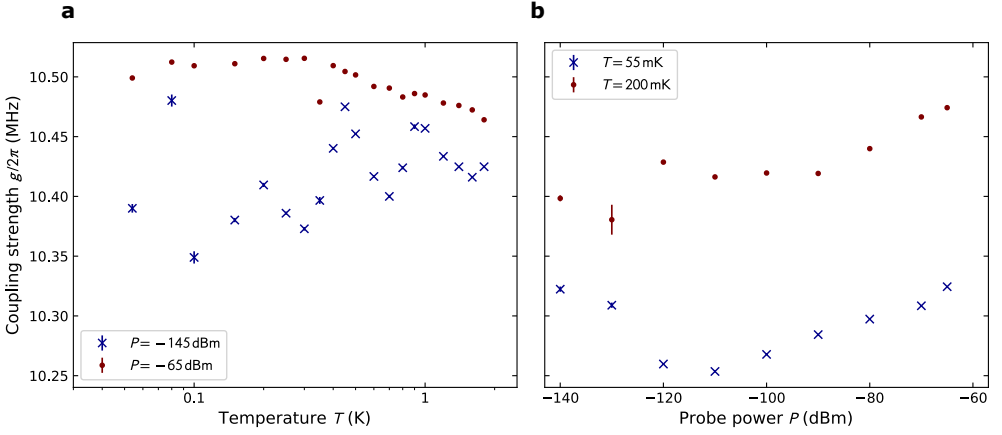 a
b
Coupling strength g/2π (MHz)
10.50
10.45
10.40
10.35
10.30
10.25
P = −145 dBm
P = −65 dBm
0.1
1
Temperature T (K)
T = 55 mK
T = 200 mK
−140
−120
−100
−80
−60
Probe power P (dBm)